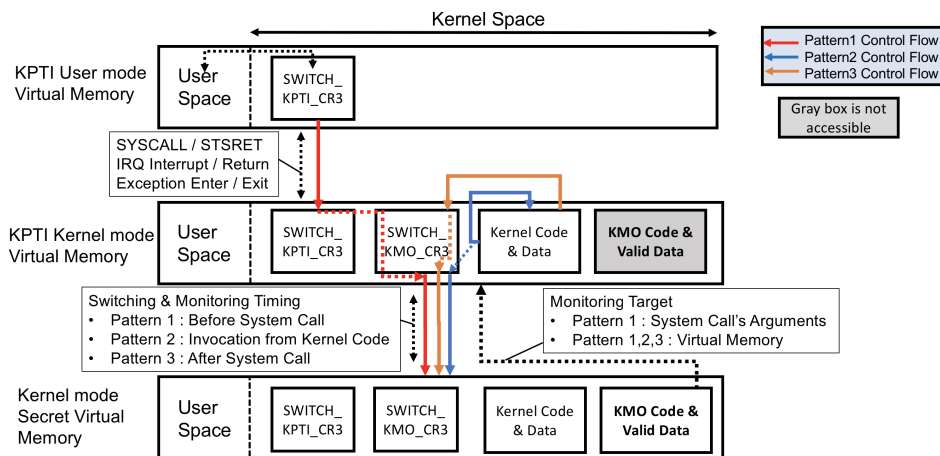 Kernel Space
Pattern1 Control Flow
Pattern2 Control Flow
Pattern3 Control Flow
Gray box is not
accessible
KPTI User mode
Virtual Memory
User
Space
SWITCH_
KPTI_CR3
SYSCALL / STSRET
IRQ Interrupt / Return
Exception Enter / Exit
KPTI Kernel mode
Virtual Memory
User
Space
SWITCH_
KPTI_CR3
SWITCH_
KMO_CR3
Kernel Code
& Data
KMO Code &
Valid Data
Switching & Monitoring Timing
• Pattern 1 : Before System Call
• Pattern 2 : Invocation from Kernel Code
• Pattern 3 : After System Call
Monitoring Target
• Pattern 1 : System Call's Arguments
• Pattern 1,2,3 : Virtual Memory
Kernel mode
Secret Virtual
Memory
User
Space
SWITCH_
KPTI_CR3
SWITCH_
KMO_CR3
Kernel Code
& Data
KMO Code &
Valid Data